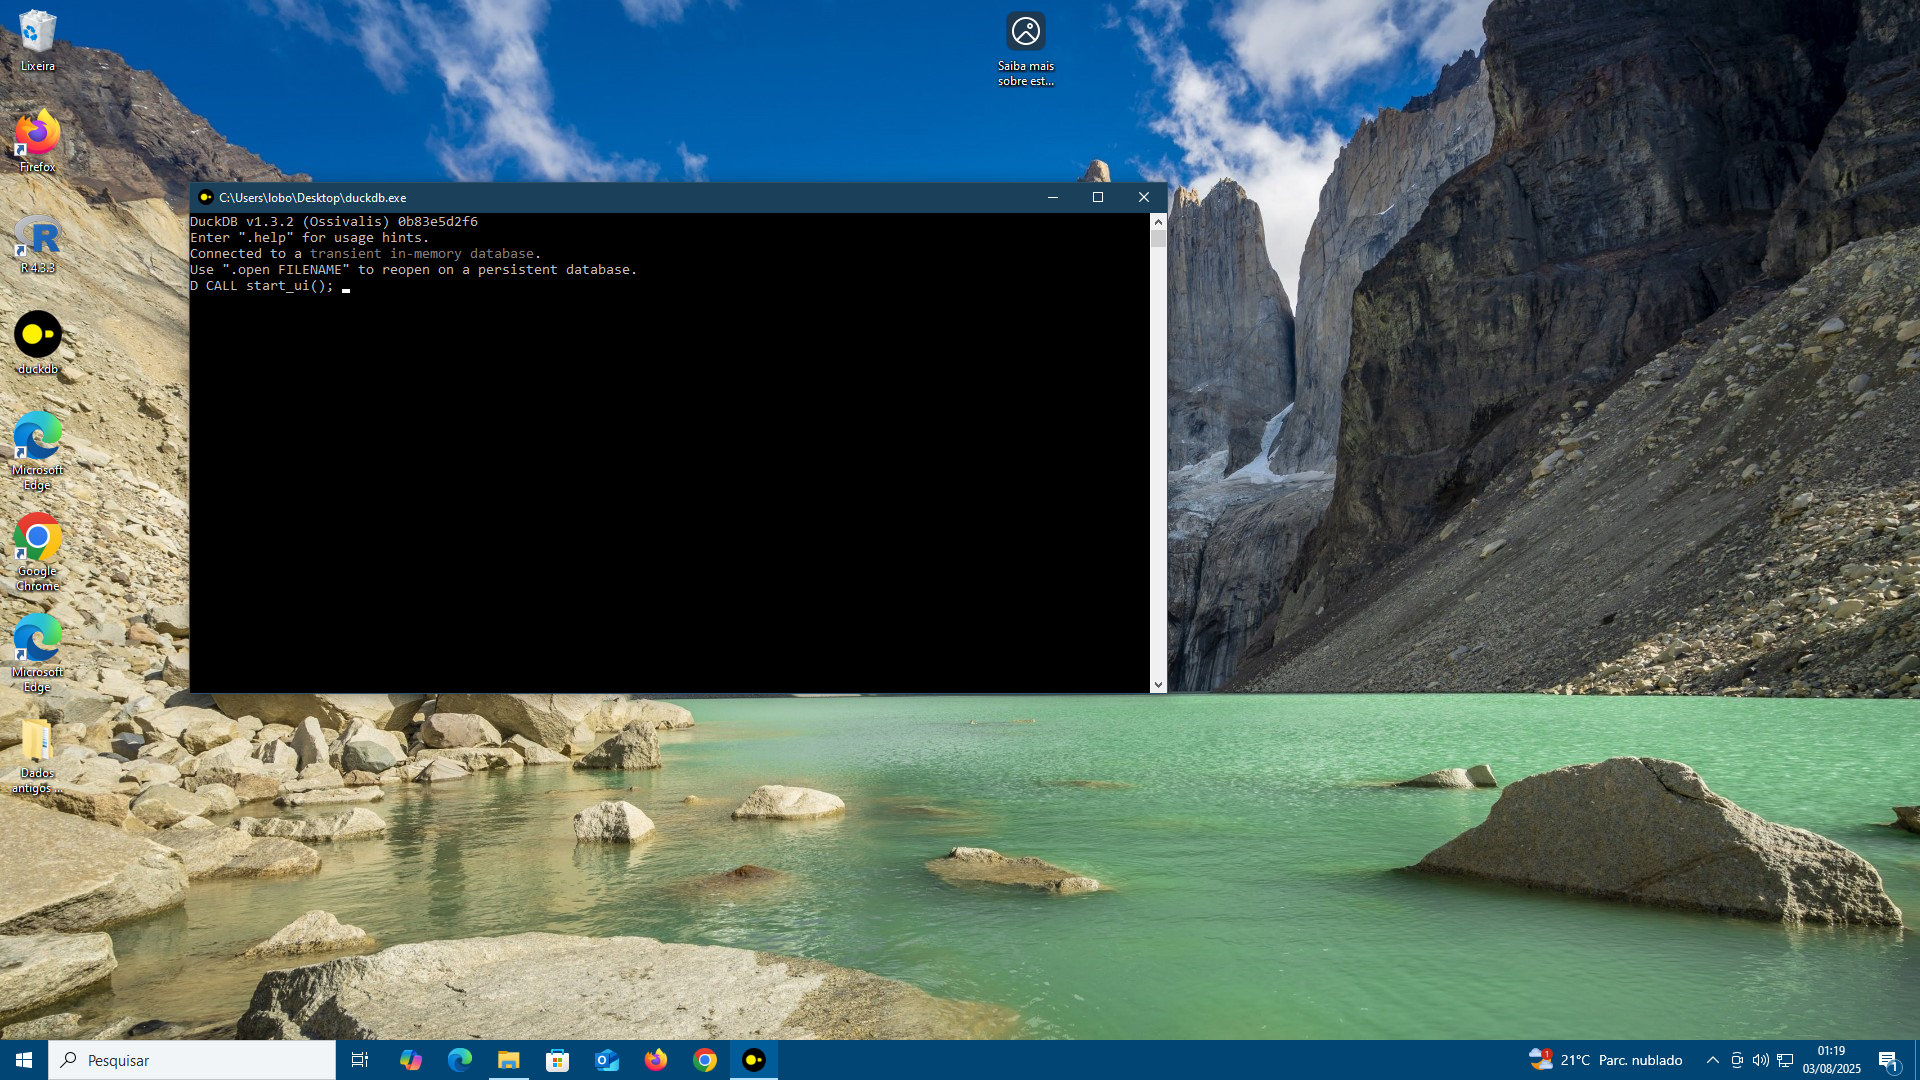 Lixeira
Firefox
R 4.3.3
duckdb
Microsoft
Edge
Google
Chrome
Microsoft
Edge
Dados
antigos ...
Saiba mais
sobre est...
C:\Users\lobo\Desktop\duckdb.exe
DuckDB v1.3.2 (Ossivalis) 0b83e5d2f6
Enter ".help" for usage hints.
Connected to a transient in-memory database.
Use ".open FILENAME" to reopen on a persistent database.
D CALL start_ui();
Pesquisar
1
21°C Parc. nublado
01:19
03/08/2025
1